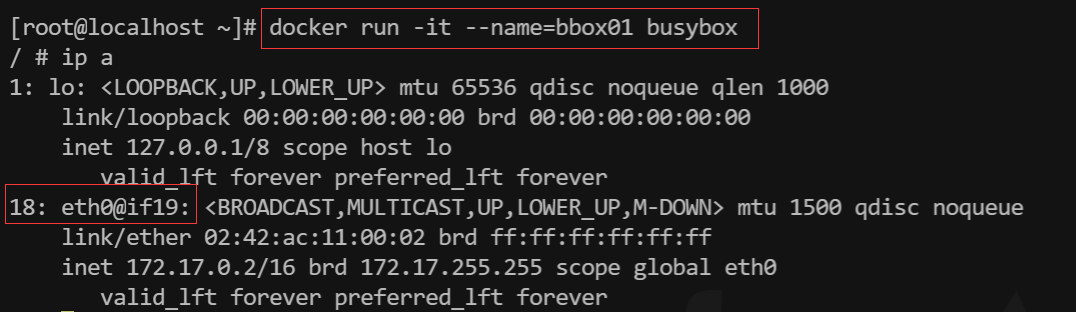 [root@localhost ~]# docker run -it --name=bbox01 busybox
/ # ip a
1: lo: <LOOPBACK,UP,LOWER_UP> mtu 65536 qdisc noqueue qlen 1000
    link/loopback 00:00:00:00:00:00 brd 00:00:00:00:00:00
    inet 127.0.0.1/8 scope host lo
       valid_lft forever preferred_lft forever
18: eth0@if19: <BROADCAST,MULTICAST,UP,LOWER_UP,M-DOWN> mtu 1500 qdisc noqueue
    link/ether 02:42:ac:11:00:02 brd ff:ff:ff:ff:ff:ff
    inet 172.17.0.2/16 brd 172.17.255.255 scope global eth0
       valid_lft forever preferred_lft forever